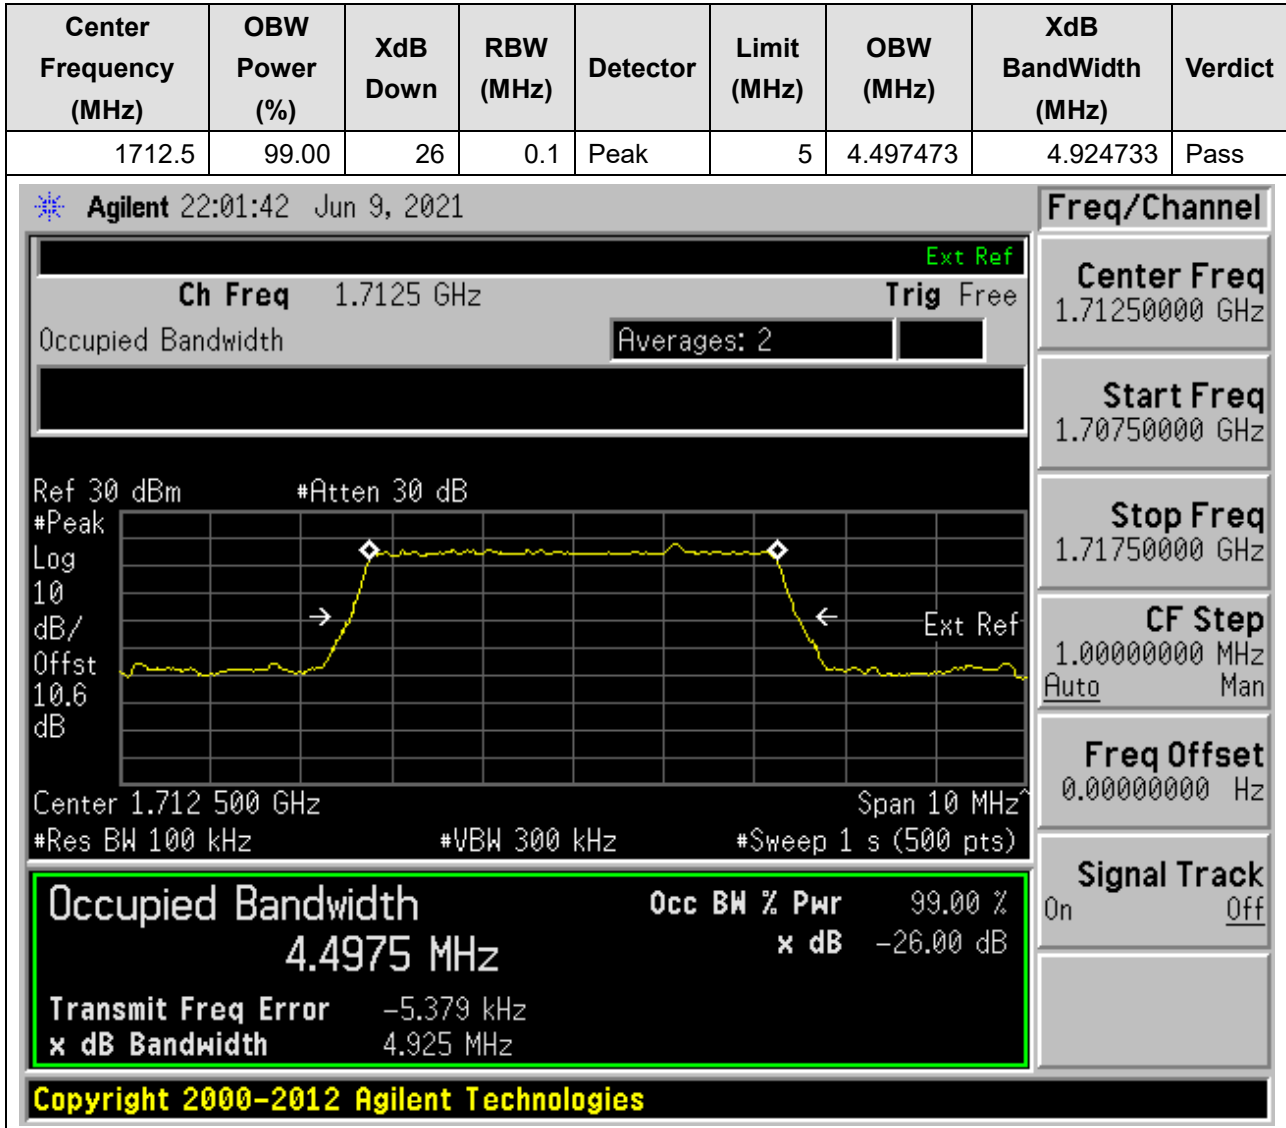 Center Frequency (MHz) OBW Power (%) XdB Down RBW (MHz) Detector Limit (MHz) OBW (MHz) XdB BandWidth (MHz) Verdict
1712.5 99.00 26 0.1 Peak 5 4.497473 4.924733 Pass
Agilent 22:01:42 Jun 9, 2021
Ext Ref
Ch Freq 1.7125 GHz Trig Free
Occupied Bandwidth Averages: 2
Ref 30 dBm #Atten 30 dB
#Peak
Log
10
dB/
Offst
10.6
dB
Ext Ref
Center 1.712 500 GHz Span 10 MHz^
#Res BW 100 kHz #VBW 300 kHz #Sweep 1 s (500 pts)
Occupied Bandwidth Occ BW % Pwr 99.00 %
4.4975 MHz x dB -26.00 dB
Transmit Freq Error -5.379 kHz
x dB Bandwidth 4.925 MHz
Copyright 2000-2012 Agilent Technologies
Freq/Channel
Center Freq
1.71250000 GHz
Start Freq
1.70750000 GHz
Stop Freq
1.71750000 GHz
CF Step
1.00000000 MHz
Auto Man
Freq Offset
0.00000000 Hz
Signal Track
On Off